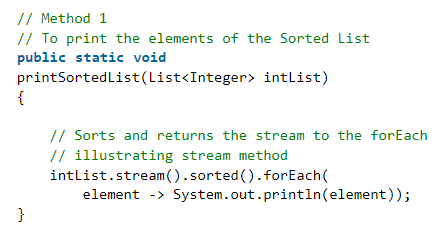 // Method 1
// To print the elements of the Sorted List
public static void
printSortedList(List<Integer> intList)
{
// Sorts and returns the stream to the forEach
// illustrating stream method
intList.stream().sorted().forEach(
element -> System.out.println(element));
}